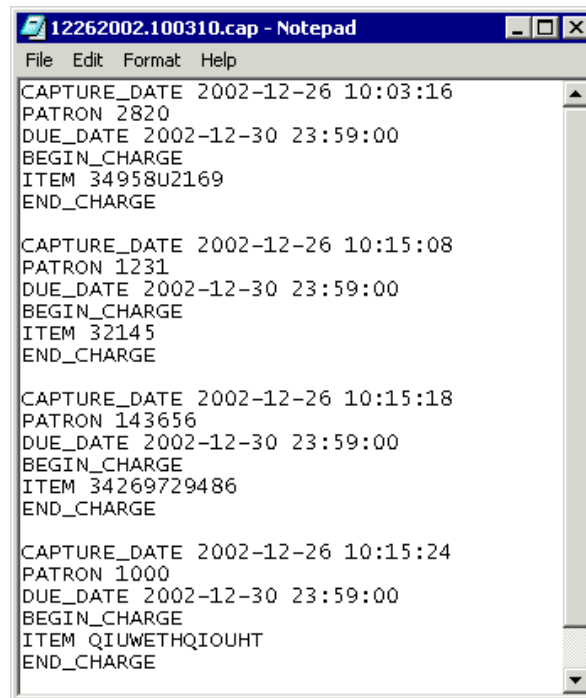 12262002.100310.cap - Notepad
File Edit Format Help
CAPTURE_DATE 2002-12-26 10:03:16
PATRON 2820
DUE_DATE 2002-12-30 23:59:00
BEGIN_CHARGE
ITEM 34958U2169
END_CHARGE
CAPTURE_DATE 2002-12-26 10:15:08
PATRON 1231
DUE_DATE 2002-12-30 23:59:00
BEGIN_CHARGE
ITEM 32145
END_CHARGE
CAPTURE_DATE 2002-12-26 10:15:18
PATRON 143656
DUE_DATE 2002-12-30 23:59:00
BEGIN_CHARGE
ITEM 34269729486
END_CHARGE
CAPTURE_DATE 2002-12-26 10:15:24
PATRON 1000
DUE_DATE 2002-12-30 23:59:00
BEGIN_CHARGE
ITEM QIUWETHQIOUHT
END_CHARGE